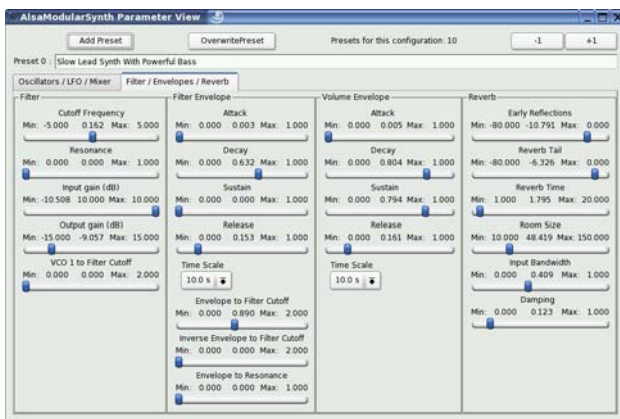 AlsaModularSynth Parameter View
Add Preset OverwritePreset Presets for this configuration: 10 -1 +1
Preset 0 : Slow Lead Synth With Powerful Bass
Oscillators / LFO / Mixer Filter / Envelopes / Reverb
Filter
Cutoff Frequency
Min: -5.000 0.162 Max: 5.000
Resonance
Min: 0.000 0.000 Max: 1.000
Input gain (dB)
Min: -10.508 10.000 Max: 10.000
Output gain (dB)
Min: -15.000 -9.057 Max: 15.000
VCO 1 to Filter Cutoff
Min: 0.000 0.000 Max: 2.000
Filter Envelope
Attack
Min: 0.000 0.003 Max: 1.000
Decay
Min: 0.000 0.632 Max: 1.000
Sustain
Min: 0.000 0.000 Max: 1.000
Release
Min: 0.000 0.153 Max: 1.000
Time Scale
10.0 s
Envelope to Filter Cutoff
Min: 0.000 0.890 Max: 2.000
Inverse Envelope to Filter Cutoff
Min: 0.000 0.000 Max: 2.000
Envelope to Resonance
Min: 0.000 0.000 Max: 1.000
Volume Envelope
Attack
Min: 0.000 0.005 Max: 1.000
Decay
Min: 0.000 0.804 Max: 1.000
Sustain
Min: 0.000 0.794 Max: 1.000
Release
Min: 0.000 0.161 Max: 1.000
Time Scale
10.0 s
Reverb
Early Reflections
Min: -80.000 -10.791 Max: 0.000
Reverb Tail
Min: -80.000 -6.326 Max: 0.000
Reverb Time
Min: 1.000 1.795 Max: 20.000
Room Size
Min: 10.000 48.419 Max: 150.000
Input Bandwidth
Min: 0.000 0.409 Max: 1.000
Damping
Min: 0.000 0.123 Max: 1.000